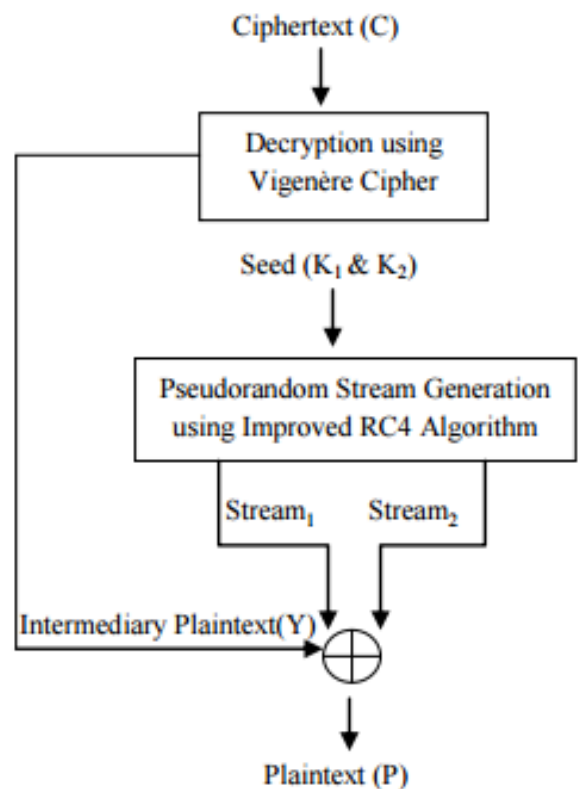 Ciphertext (C)
Decryption using
Vigenère Cipher
Seed (K₁ & K₂)
Pseudorandom Stream Generation
using Improved RC4 Algorithm
Stream₁ Stream₂
Intermediary Plaintext(Y)
Plaintext (P)